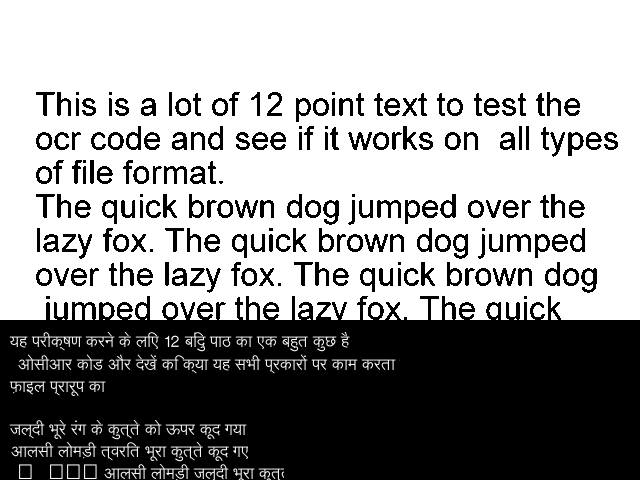 This is a lot of 12 point text to test the
ocr code and see if it works on  all types
of file format.
The quick brown dog jumped over the
lazy fox. The quick brown dog jumped
over the lazy fox. The quick brown dog
jumped over the lazy fox. The quick
यह परीक्षण करने के लिए 12 बिंदु पाठ का एक बहुत कुछ है
ओसीआर कोड और देखें कि क्या यह सभी प्रकारों पर काम करता
फ़ाइल प्रारूप का
जल्दी भूरे रंग के कुत्ते को ऊपर कूद गया
आलसी लोमड़ी त्वरित भूरा कुत्ते कूद गए
आलसी लोमड़ी जल्दी भूरा